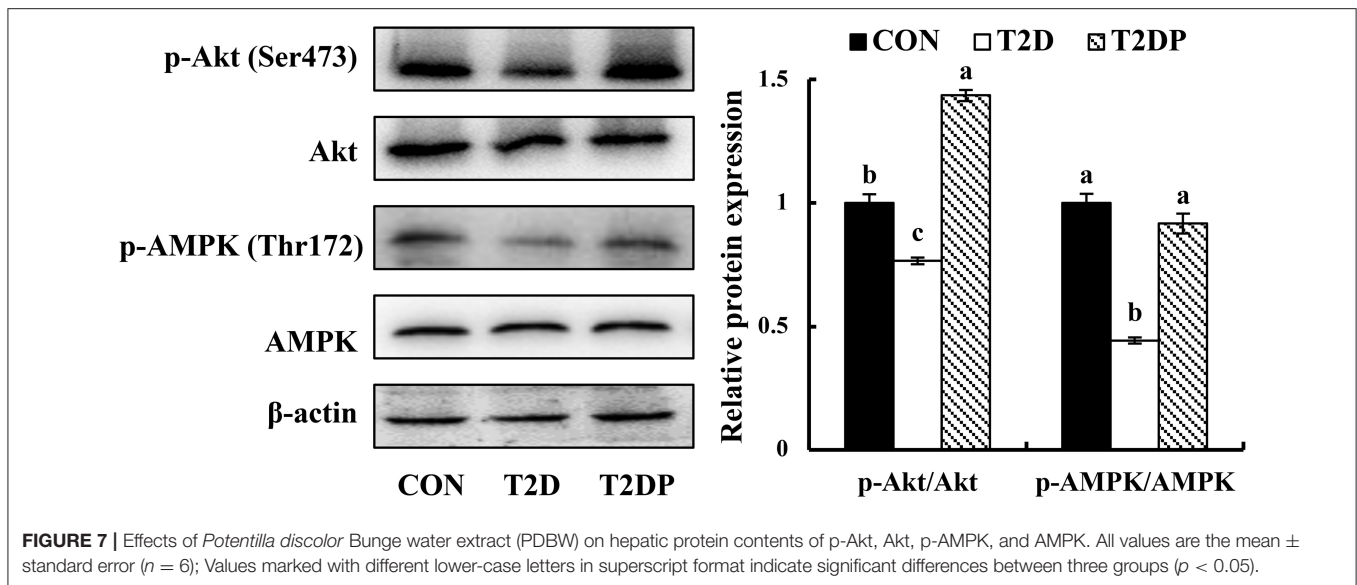 p-Akt (Ser473)
Akt
p-AMPK (Thr172)
AMPK
β-actin
CON T2D T2DP
CON T2D T2DP
Relative protein expression
1.5
1
0.5
0
b
c
a
a
b
a
p-Akt/Akt p-AMPK/AMPK
FIGURE 7 | Effects of Potentilla discolor Bunge water extract (PDBW) on hepatic protein contents of p-Akt, Akt, p-AMPK, and AMPK. All values are the mean ±
standard error (n = 6); Values marked with different lower-case letters in superscript format indicate significant differences between three groups (p < 0.05).